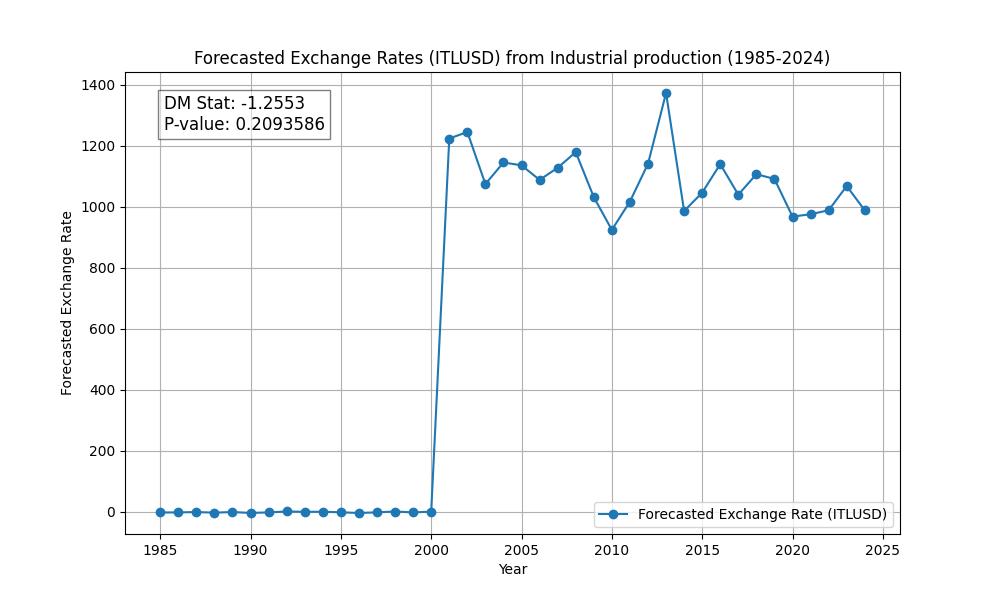 Forecasted Exchange Rates (ITLUSD) from Industrial production (1985-2024)
DM Stat: -1.2553
P-value: 0.2093586
Forecasted Exchange Rate
1400
1200
1000
800
600
400
200
0
Forecasted Exchange Rate (ITLUSD)
1985 1990 1995 2000 2005 2010 2015 2020 2025
Year